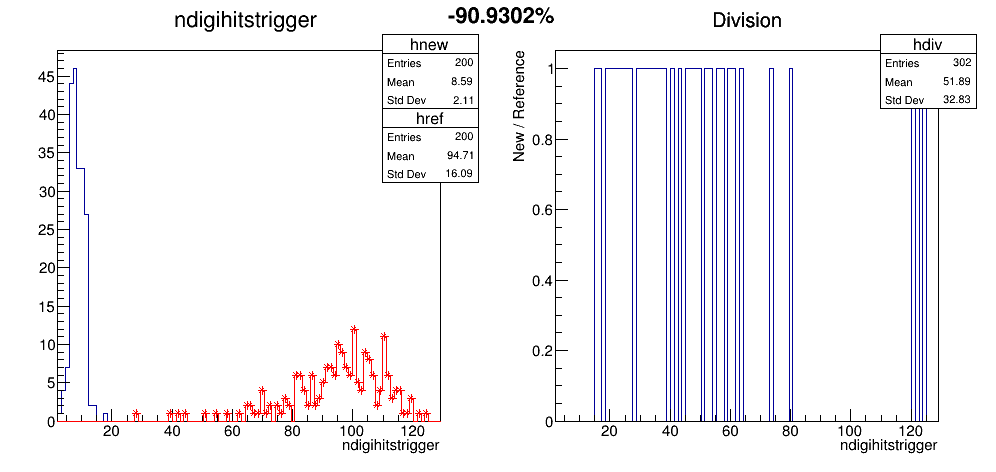 -90.9302%
ndigihitstrigger
hnew
Entries 200
Mean 8.59
Std Dev 2.11
href
Entries 200
Mean 94.71
Std Dev 16.09
45
40
35
30
25
20
15
10
5
0
20 40 60 80 100 120
ndigihitstrigger
Division
hdiv
Entries 302
Mean 51.89
Std Dev 32.83
New / Reference
1
0.8
0.6
0.4
0.2
0
20 40 60 80 100 120
ndigihitstrigger